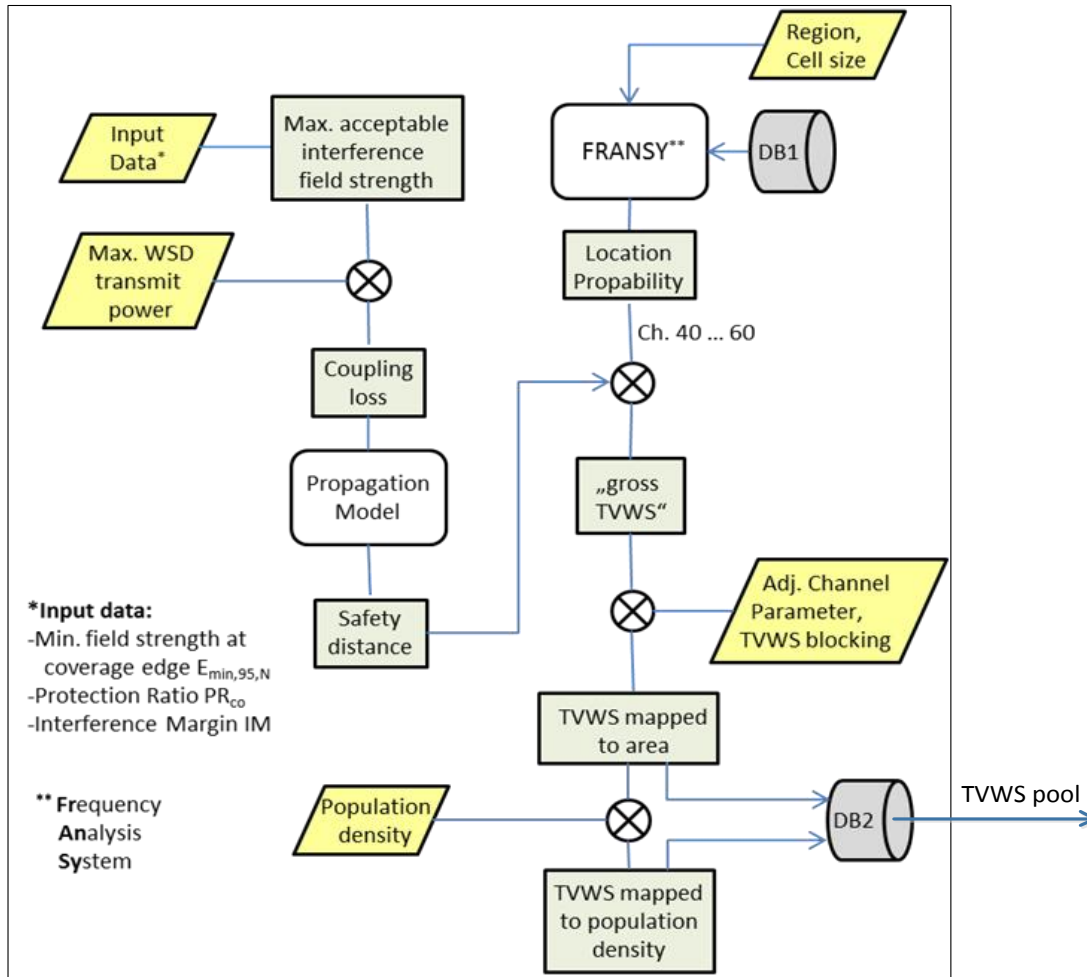 Region,
Cell size
Input
Data*
Max. acceptable
interference
field strength
FRANSY**
DB1
Max. WSD
transmit
power
Location
Propability
Ch. 40 ... 60
Coupling
loss
Propagation
Model
„gross
TVWS“
Safety
distance
Adj. Channel
Parameter,
TVWS blocking
*Input data:
-Min. field strength at
coverage edge Emin,95,N
-Protection Ratio PRco
-Interference Margin IM
TVWS mapped
to area
** Frequency
Analysis
System
Population
density
DB2
TVWS pool
TVWS mapped
to population
density